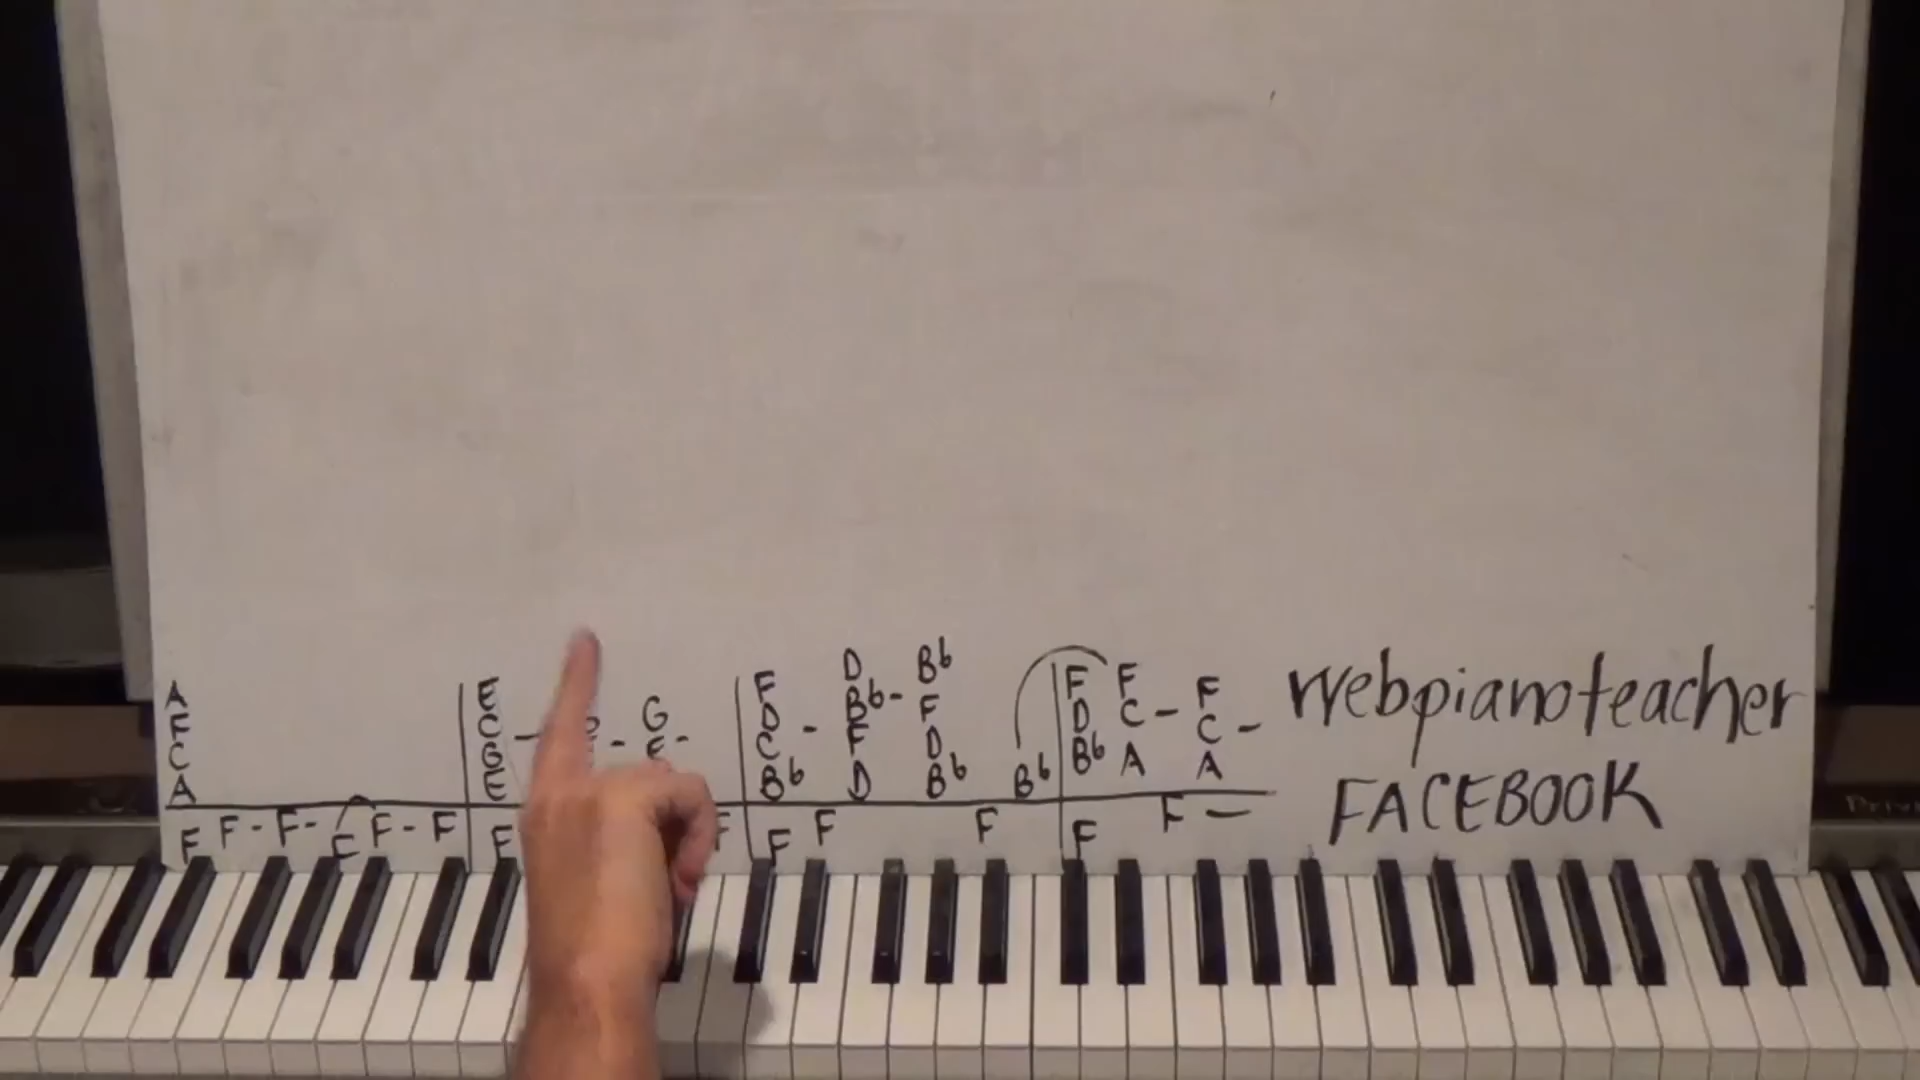 D Bb
A E G F Bb - F F F
F C - - - D - F D C - F C -
C G E - C D Bb A A
A E Bb D Bb Bb
F F - F - F F - F E F F F F F F -
webpianoteacher
FACEBOOK